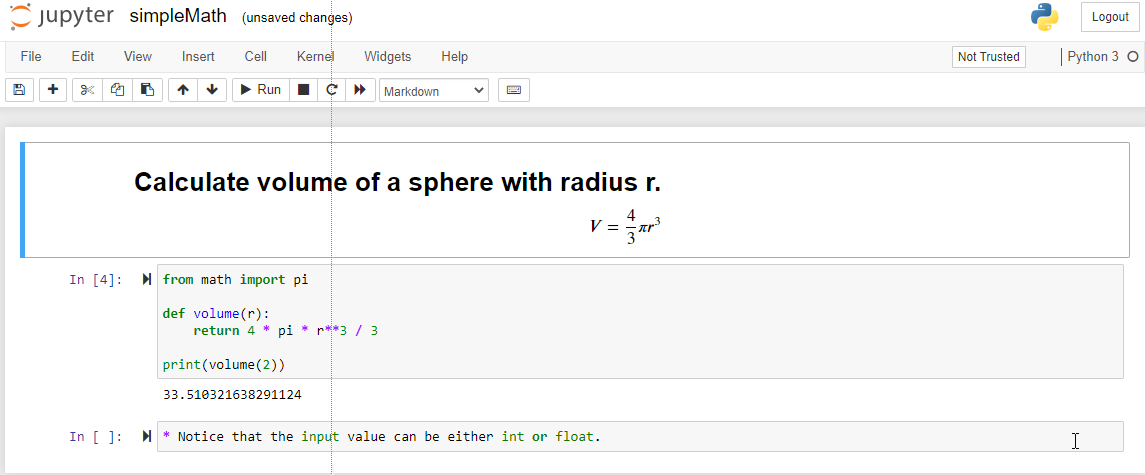 jupyter simpleMath (unsaved changes) Logout
File Edit View Insert Cell Kernel Widgets Help Not Trusted Python 3
Run Markdown
Calculate volume of a sphere with radius r.
V = 4/3 πr³
In [4]: from math import pi
def volume(r):
    return 4 * pi * r**3 / 3
print(volume(2))
33.510321638291124
In [ ]: * Notice that the input value can be either int or float.